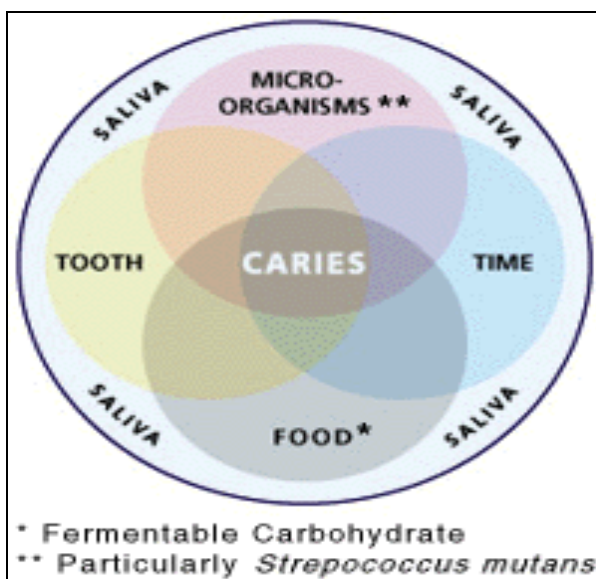 SALIVA
MICRO-
ORGANISMS **
SALIVA
TOOTH
CARIES
TIME
SALIVA
FOOD*
SALIVA
* Fermentable Carbohydrate
** Particularly Strepococcus mutans